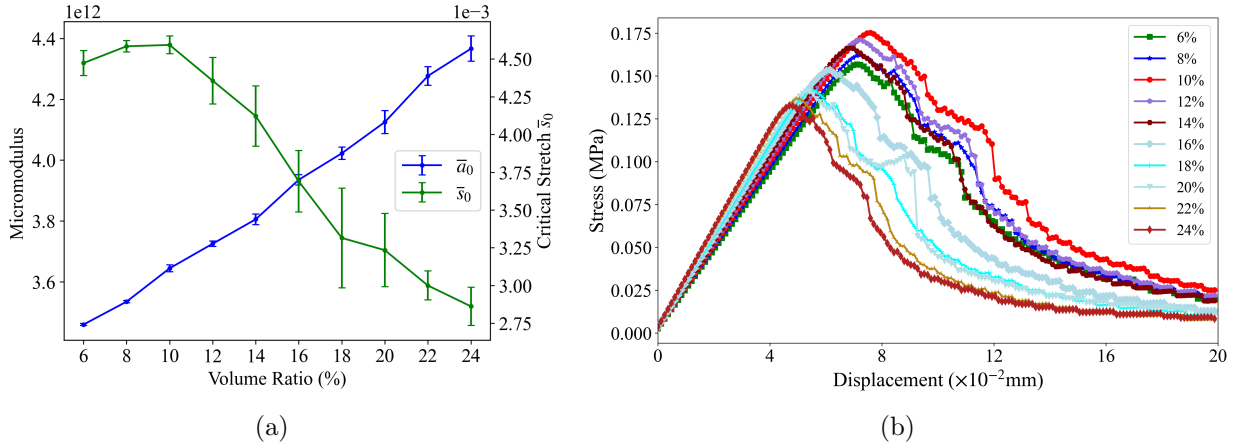 1e12
1e−3
4.4
4.2
4.0
3.8
3.6
Micromodulus
4.50
4.25
4.00
3.75
3.50
3.25
3.00
2.75
Critical Stretch s̅₀
a̅₀
s̅₀
6 8 10 12 14 16 18 20 22 24
Volume Ratio (%)
(a)
0.175
0.150
0.125
0.100
0.075
0.050
0.025
0.000
Stress (MPa)
6%
8%
10%
12%
14%
16%
18%
20%
22%
24%
0 4 8 12 16 20
Displacement (×10⁻²mm)
(b)